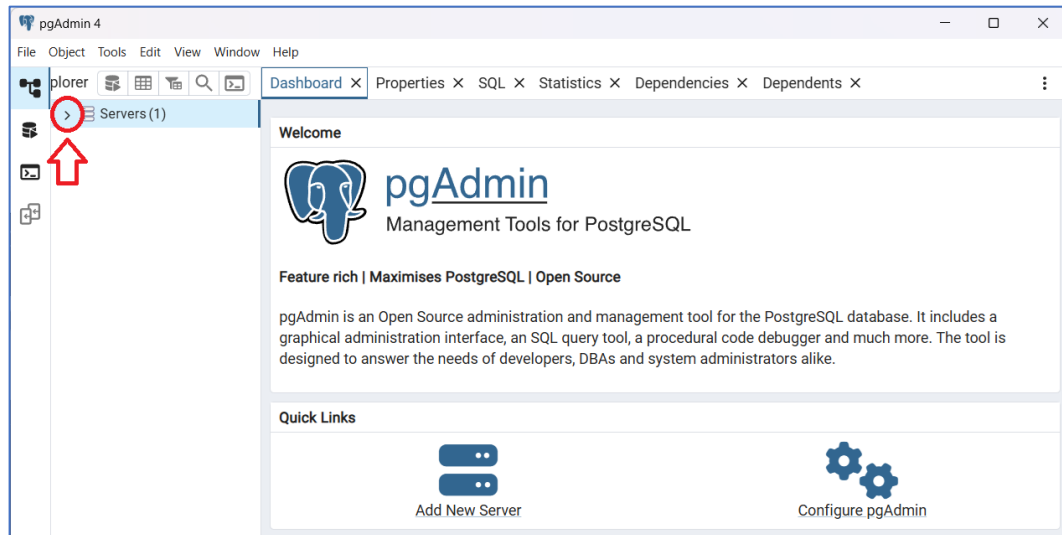 pgAdmin 4
File Object Tools Edit View Window Help
plorer
Dashboard Properties SQL Statistics Dependencies Dependents
Servers (1)
Welcome
pgAdmin
Management Tools for PostgreSQL
Feature rich | Maximises PostgreSQL | Open Source
pgAdmin is an Open Source administration and management tool for the PostgreSQL database. It includes a
graphical administration interface, an SQL query tool, a procedural code debugger and much more. The tool is
designed to answer the needs of developers, DBAs and system administrators alike.
Quick Links
Add New Server
Configure pgAdmin